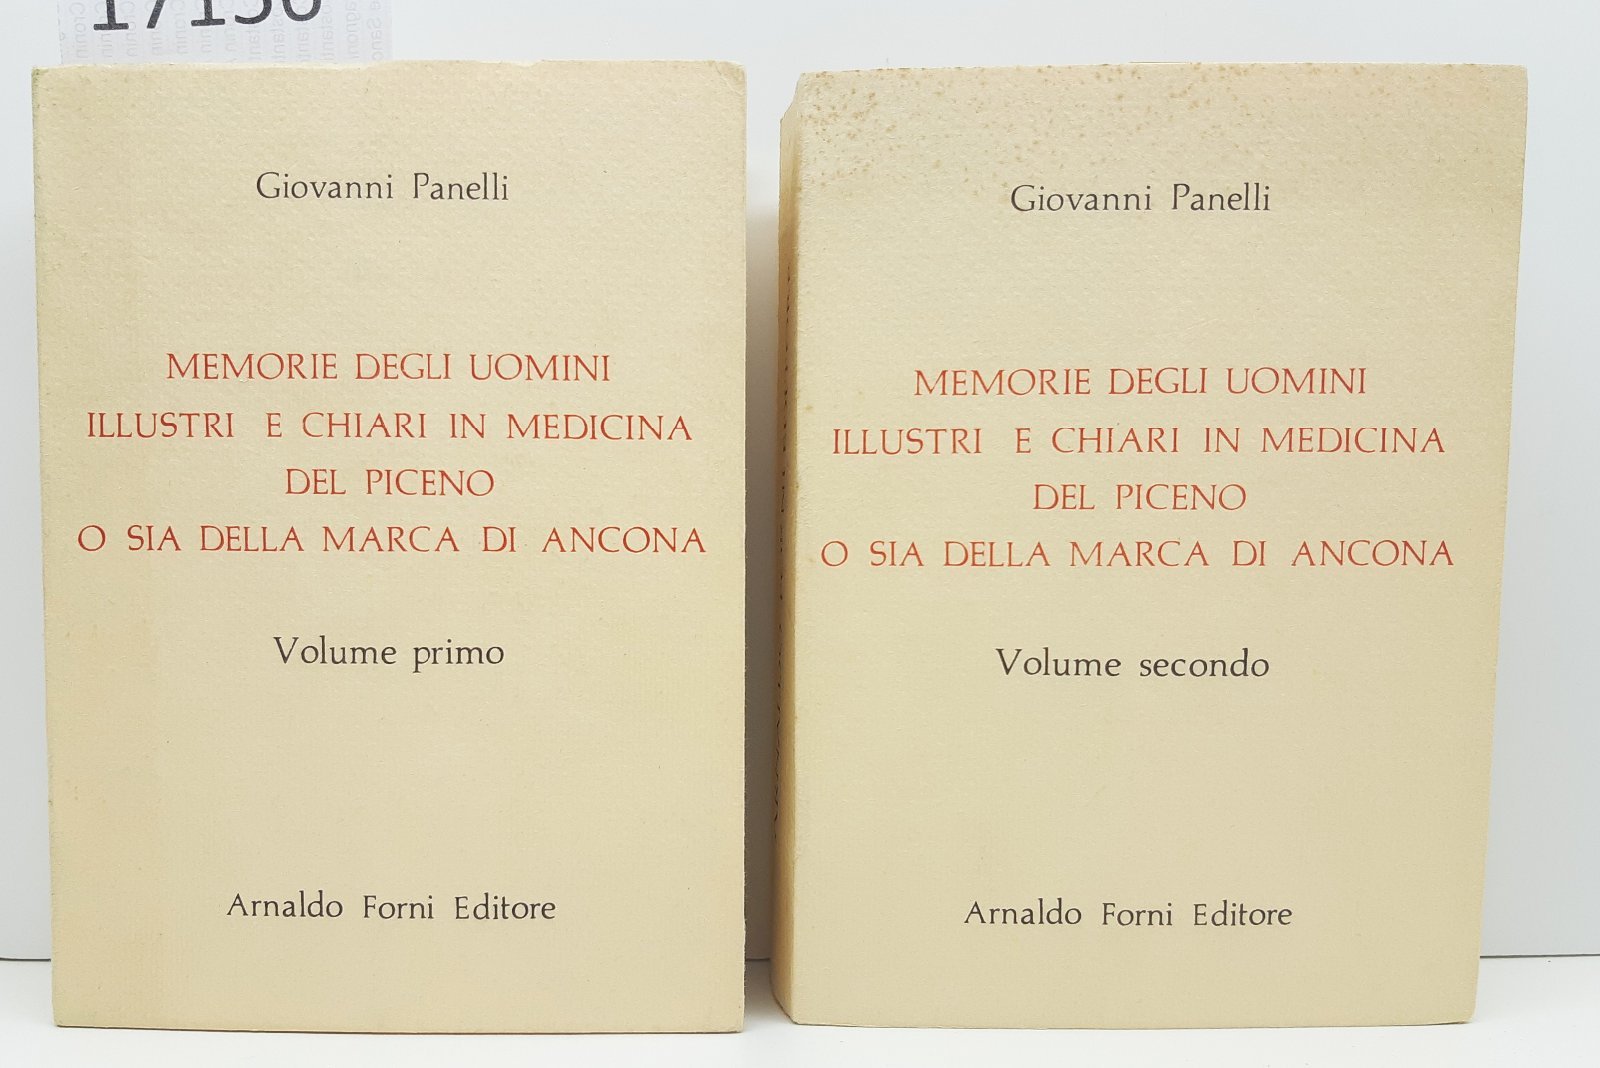 17150
Giovanni Panelli
MEMORIE DEGLI UOMINI
ILLUSTRI E CHIARI IN MEDICINA
DEL PICENO
O SIA DELLA MARCA DI ANCONA
Volume primo
Arnaldo Forni Editore
Giovanni Panelli
MEMORIE DEGLI UOMINI
ILLUSTRI E CHIARI IN MEDICINA
DEL PICENO
O SIA DELLA MARCA DI ANCONA
Volume secondo
Arnaldo Forni Editore